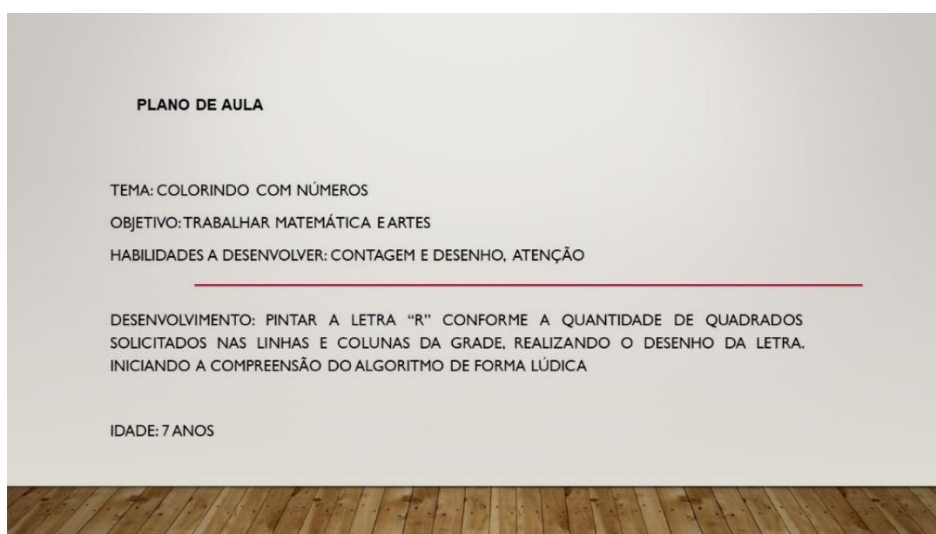 PLANO DE AULA
TEMA: COLORINDO COM NÚMEROS
OBJETIVO: TRABALHAR MATEMÁTICA E ARTES
HABILIDADES A DESENVOLVER: CONTAGEM E DESENHO, ATENÇÃO
DESENVOLVIMENTO: PINTAR A LETRA “R” CONFORME A QUANTIDADE DE QUADRADOS
SOLICITADOS NAS LINHAS E COLUNAS DA GRADE, REALIZANDO O DESENHO DA LETRA.
INICIANDO A COMPREENSÃO DO ALGORITMO DE FORMA LÚDICA
IDADE: 7 ANOS